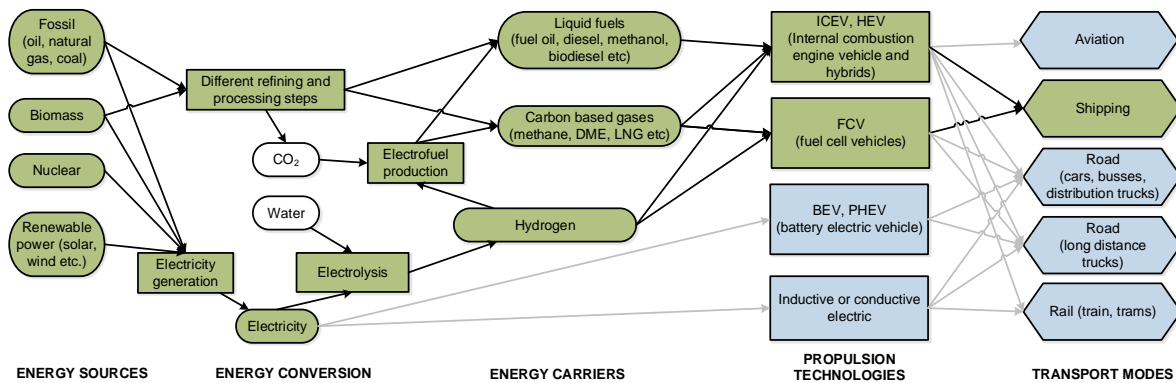 Fossil
(oil, natural
gas, coal)
Biomass
Nuclear
Renewable
power (solar,
wind etc.)
Different refining and
processing steps
CO₂
Water
Electricity
generation
Electrolysis
Electricity
Electrofuel
production
Liquid fuels
(fuel oil, diesel, methanol,
biodiesel etc)
Carbon based gases
(methane, DME, LNG etc)
Hydrogen
ICEV, HEV
(Internal combustion
engine vehicle and
hybrids)
FCV
(fuel cell vehicles)
BEV, PHEV
(battery electric vehicle)
Inductive or conductive
electric
Aviation
Shipping
Road
(cars, busses,
distribution trucks)
Road
(long distance
trucks)
Rail (train, trams)
ENERGY SOURCES
ENERGY CONVERSION
ENERGY CARRIERS
PROPULSION
TECHNOLOGIES
TRANSPORT MODES